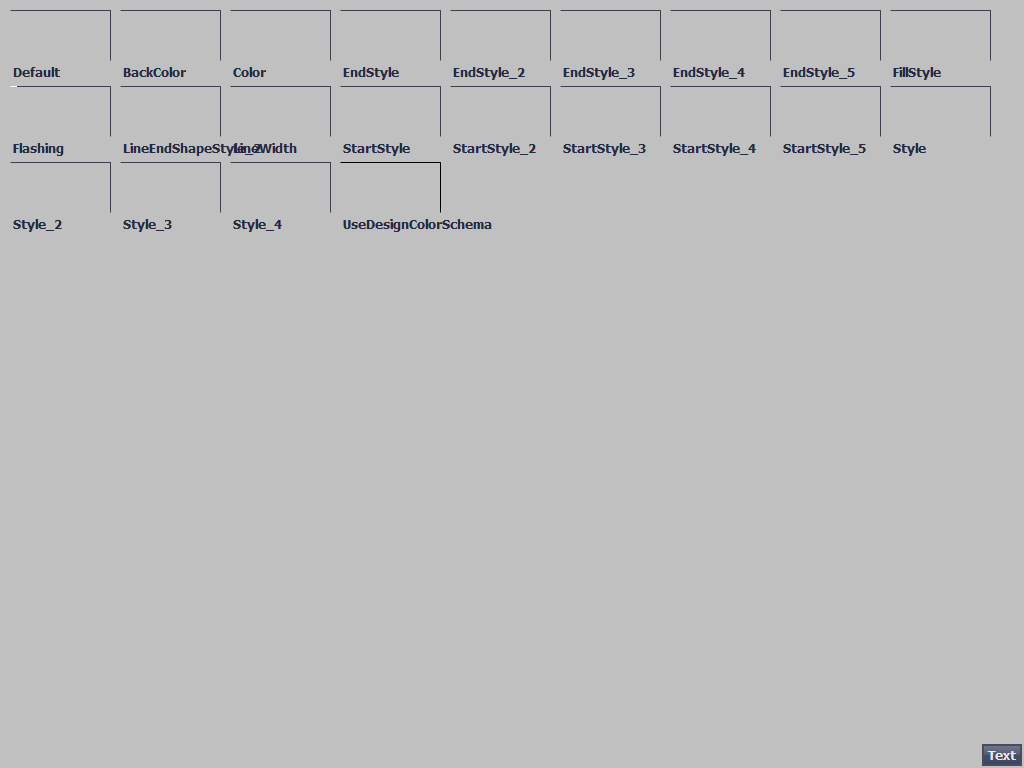 Default BackColor Color EndStyle EndStyle_2 EndStyle_3 EndStyle_4 EndStyle_5 FillStyle
Flashing LineEndShapeStyle_2 LineWidth StartStyle StartStyle_2 StartStyle_3 StartStyle_4 StartStyle_5 Style
Style_2 Style_3 Style_4 UseDesignColorSchema
Text